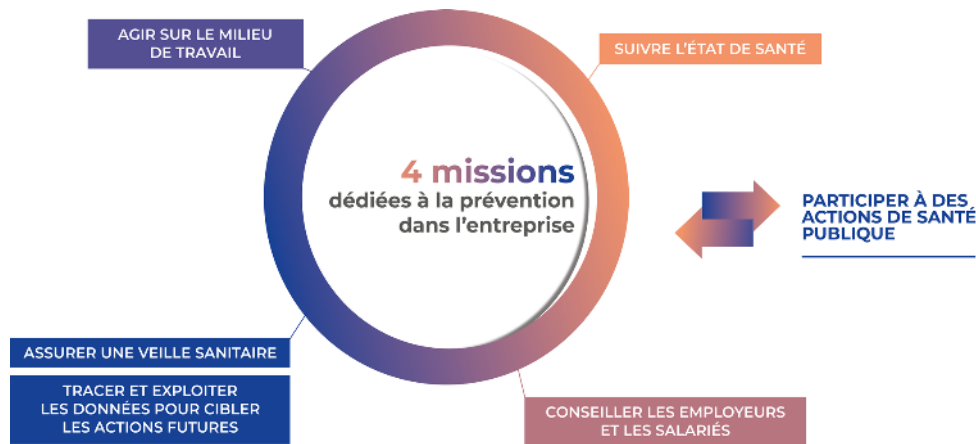 AGIR SUR LE MILIEU
DE TRAVAIL
SUIVRE L'ÉTAT DE SANTÉ
4 missions
dédiées à la prévention
dans l'entreprise
PARTICIPER À DES
ACTIONS DE SANTÉ
PUBLIQUE
ASSURER UNE VEILLE SANITAIRE
TRACER ET EXPLOITER
LES DONNÉES POUR CIBLER
LES ACTIONS FUTURES
CONSEILLER LES EMPLOYEURS
ET LES SALARIÉS